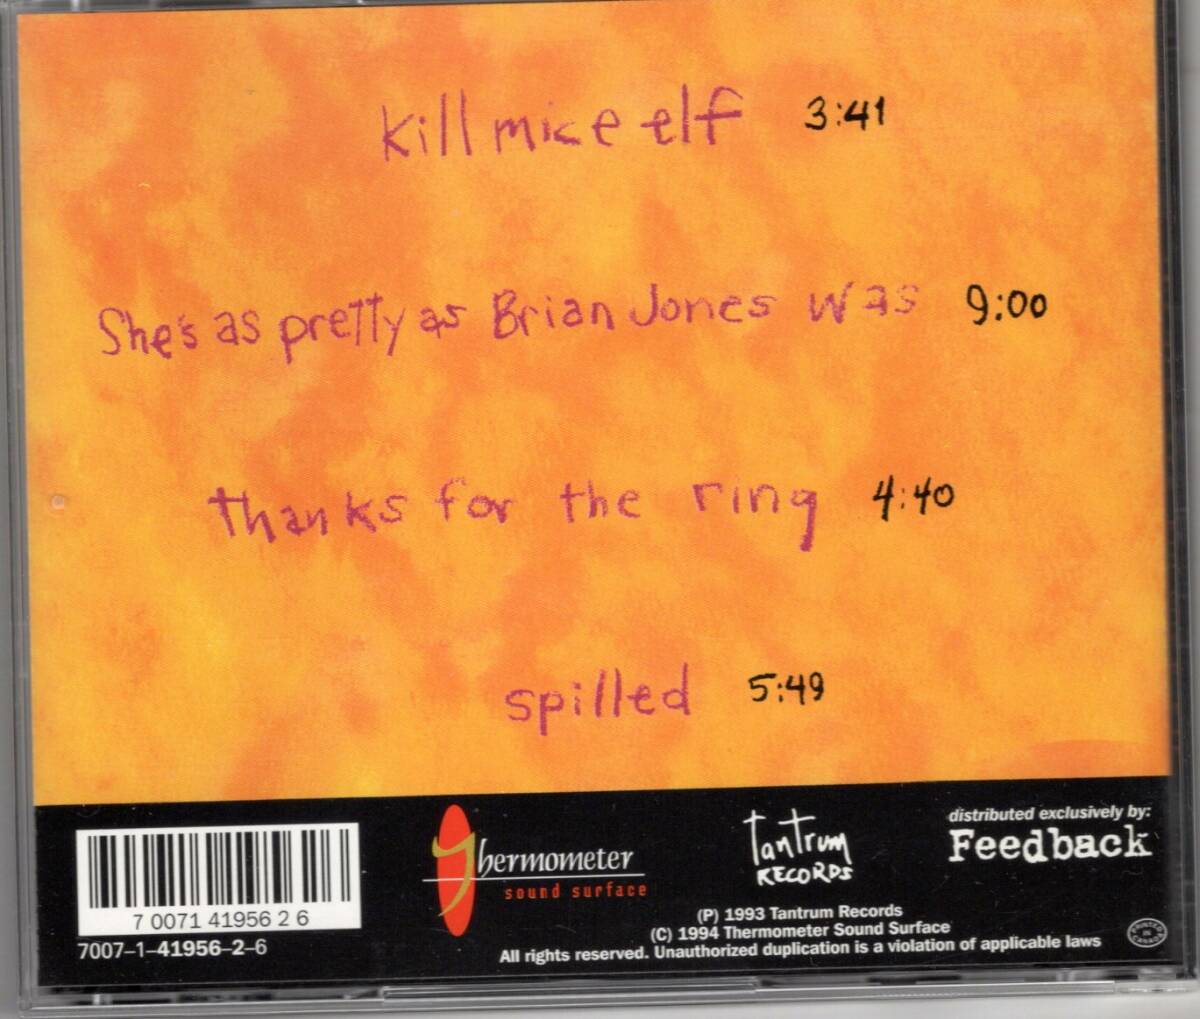 Kill mice elf 3:41
She's as pretty as Brian Jones was 9:00
thanks for the ring 4:40
spilled 5:49
7 0071 41956 2 6
7007-1-41956-2-6
Thermometer
sound surface
Tantrum
RECORDS
distributed exclusively by:
Feedback
(P) 1993 Tantrum Records
(C) 1994 Thermometer Sound Surface
All rights reserved. Unauthorized duplication is a violation of applicable laws
PRINTED
IN
CANADA